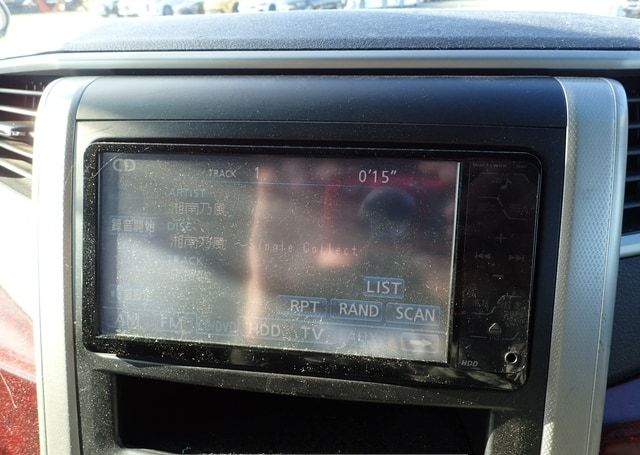 CD TRACK 1 0'15"
ARTIST
湘南乃風
録音開始 DISC
湘南乃風 ～Single Collect
TRACK
LIST
RPT RAND SCAN
AM FM CD•DVD HDD TV
HDD